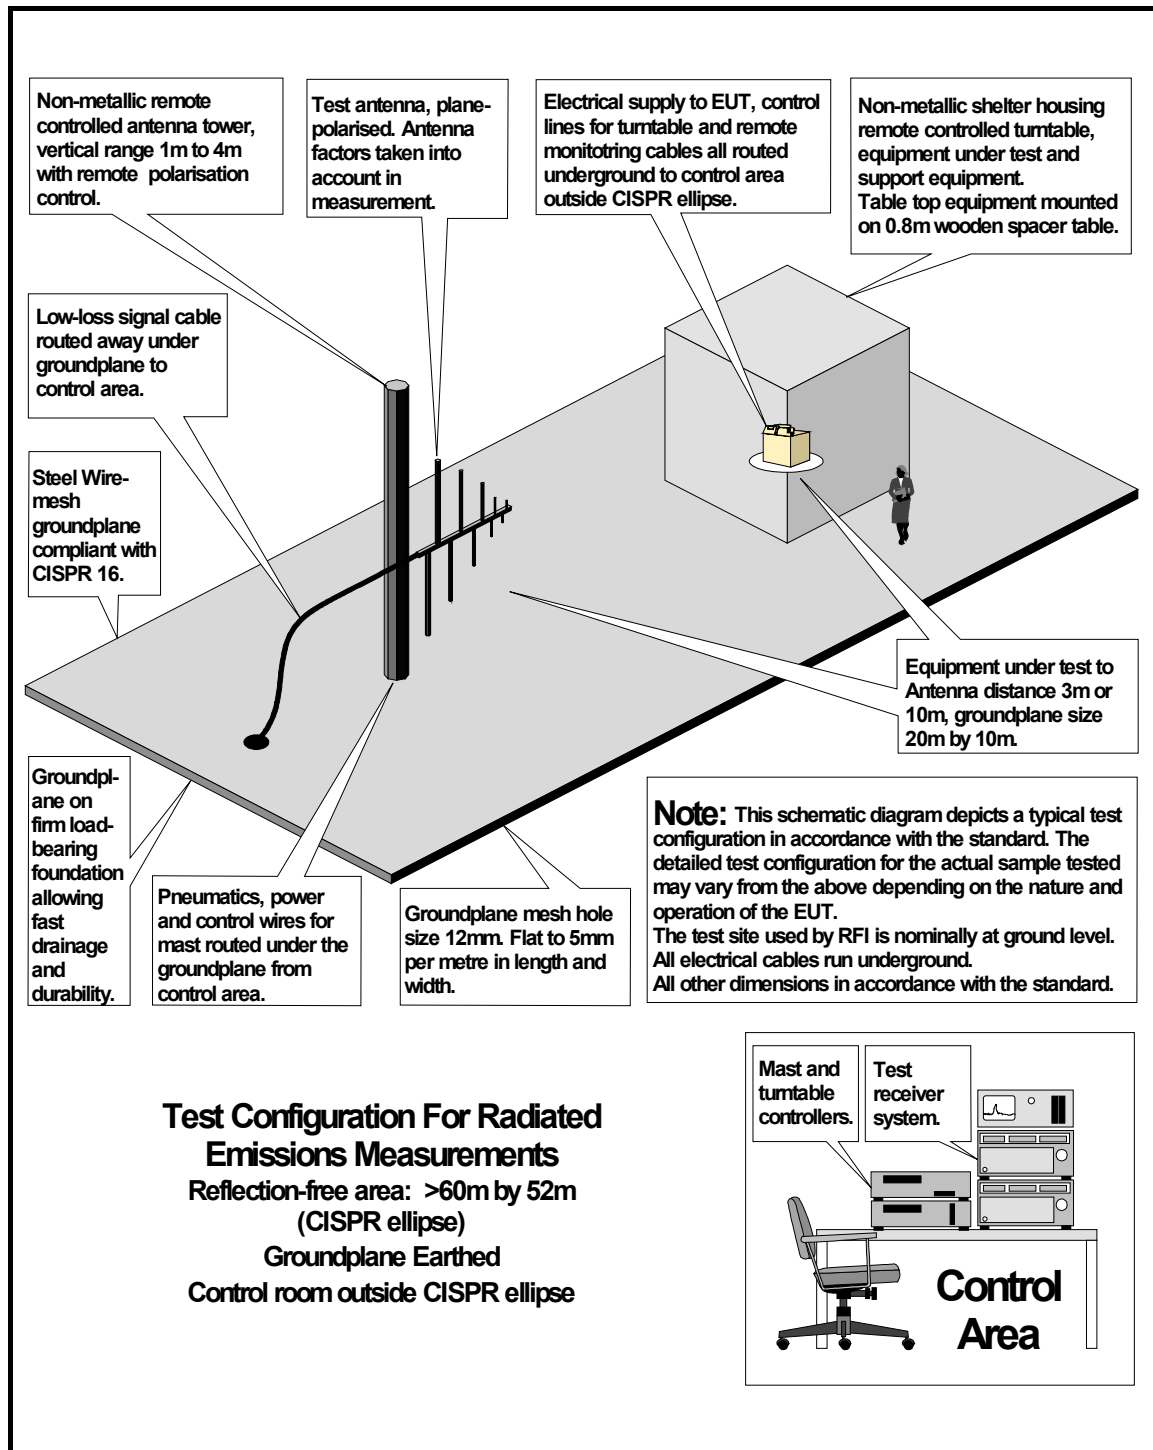 Non-metallic remote
controlled antenna tower,
vertical range 1m to 4m
with remote polarisation
control.
Test antenna, plane-
polarised. Antenna
factors taken into
account in
measurement.
Electrical supply to EUT, control
lines for turntable and remote
monitotring cables all routed
underground to control area
outside CISPR ellipse.
Non-metallic shelter housing
remote controlled turntable,
equipment under test and
support equipment.
Table top equipment mounted
on 0.8m wooden spacer table.
Low-loss signal cable
routed away under
groundplane to
control area.
Steel Wire-
mesh
groundplane
compliant with
CISPR 16.
Equipment under test to
Antenna distance 3m or
10m, groundplane size
20m by 10m.
Groundpl-
ane on
firm load-
bearing
foundation
allowing
fast
drainage
and
durability.
Pneumatics, power
and control wires for
mast routed under the
groundplane from
control area.
Groundplane mesh hole
size 12mm. Flat to 5mm
per metre in length and
width.
Note: This schematic diagram depicts a typical test
configuration in accordance with the standard. The
detailed test configuration for the actual sample tested
may vary from the above depending on the nature and
operation of the EUT.
The test site used by RFI is nominally at ground level.
All electrical cables run underground.
All other dimensions in accordance with the standard.
Test Configuration For Radiated
Emissions Measurements
Reflection-free area: >60m by 52m
(CISPR ellipse)
Groundplane Earthed
Control room outside CISPR ellipse
Mast and
turntable
controllers.
Test
receiver
system.
Control
Area